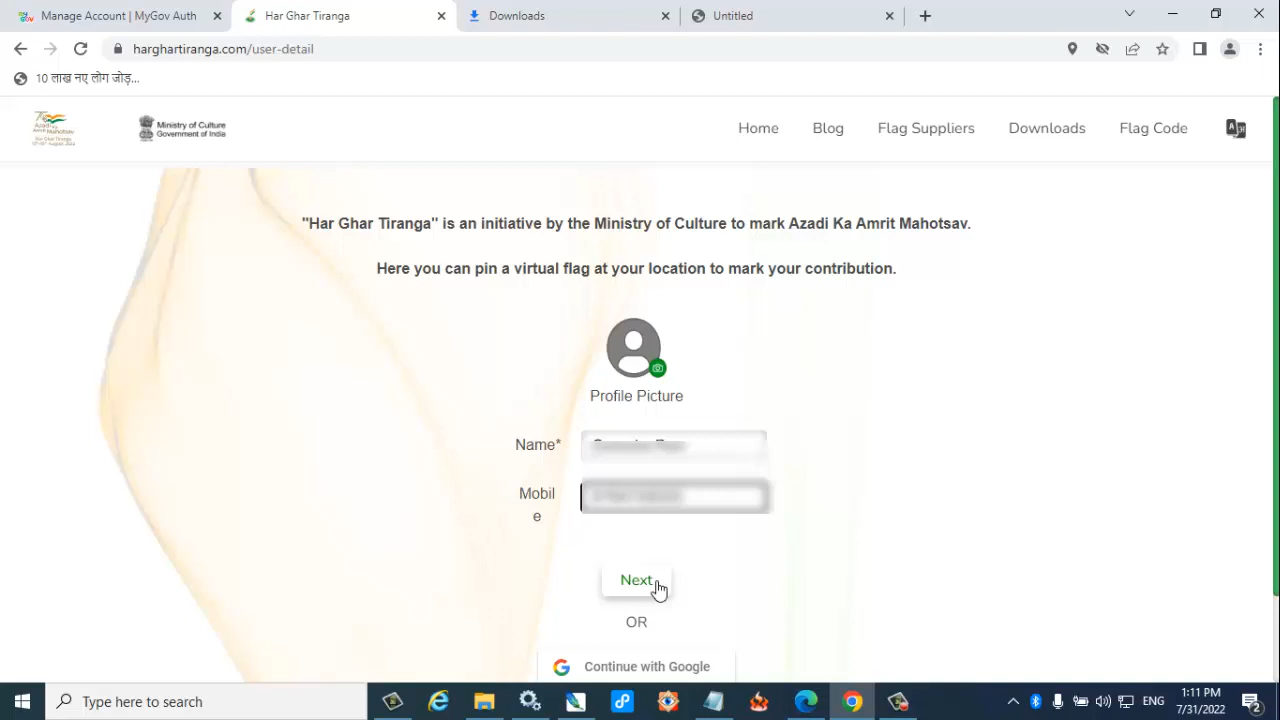 Manage Account | MyGov Auth
Har Ghar Tiranga
Downloads
Untitled
harghartiranga.com/user-detail
10 लाख नए लोग जोड़...
Ministry of Culture
Government of India
Home
Blog
Flag Suppliers
Downloads
Flag Code
"Har Ghar Tiranga" is an initiative by the Ministry of Culture to mark Azadi Ka Amrit Mahotsav.
Here you can pin a virtual flag at your location to mark your contribution.
Profile Picture
Name*
Mobil
e
Next
OR
Continue with Google
Type here to search
ENG
1:11 PM
7/31/2022
2